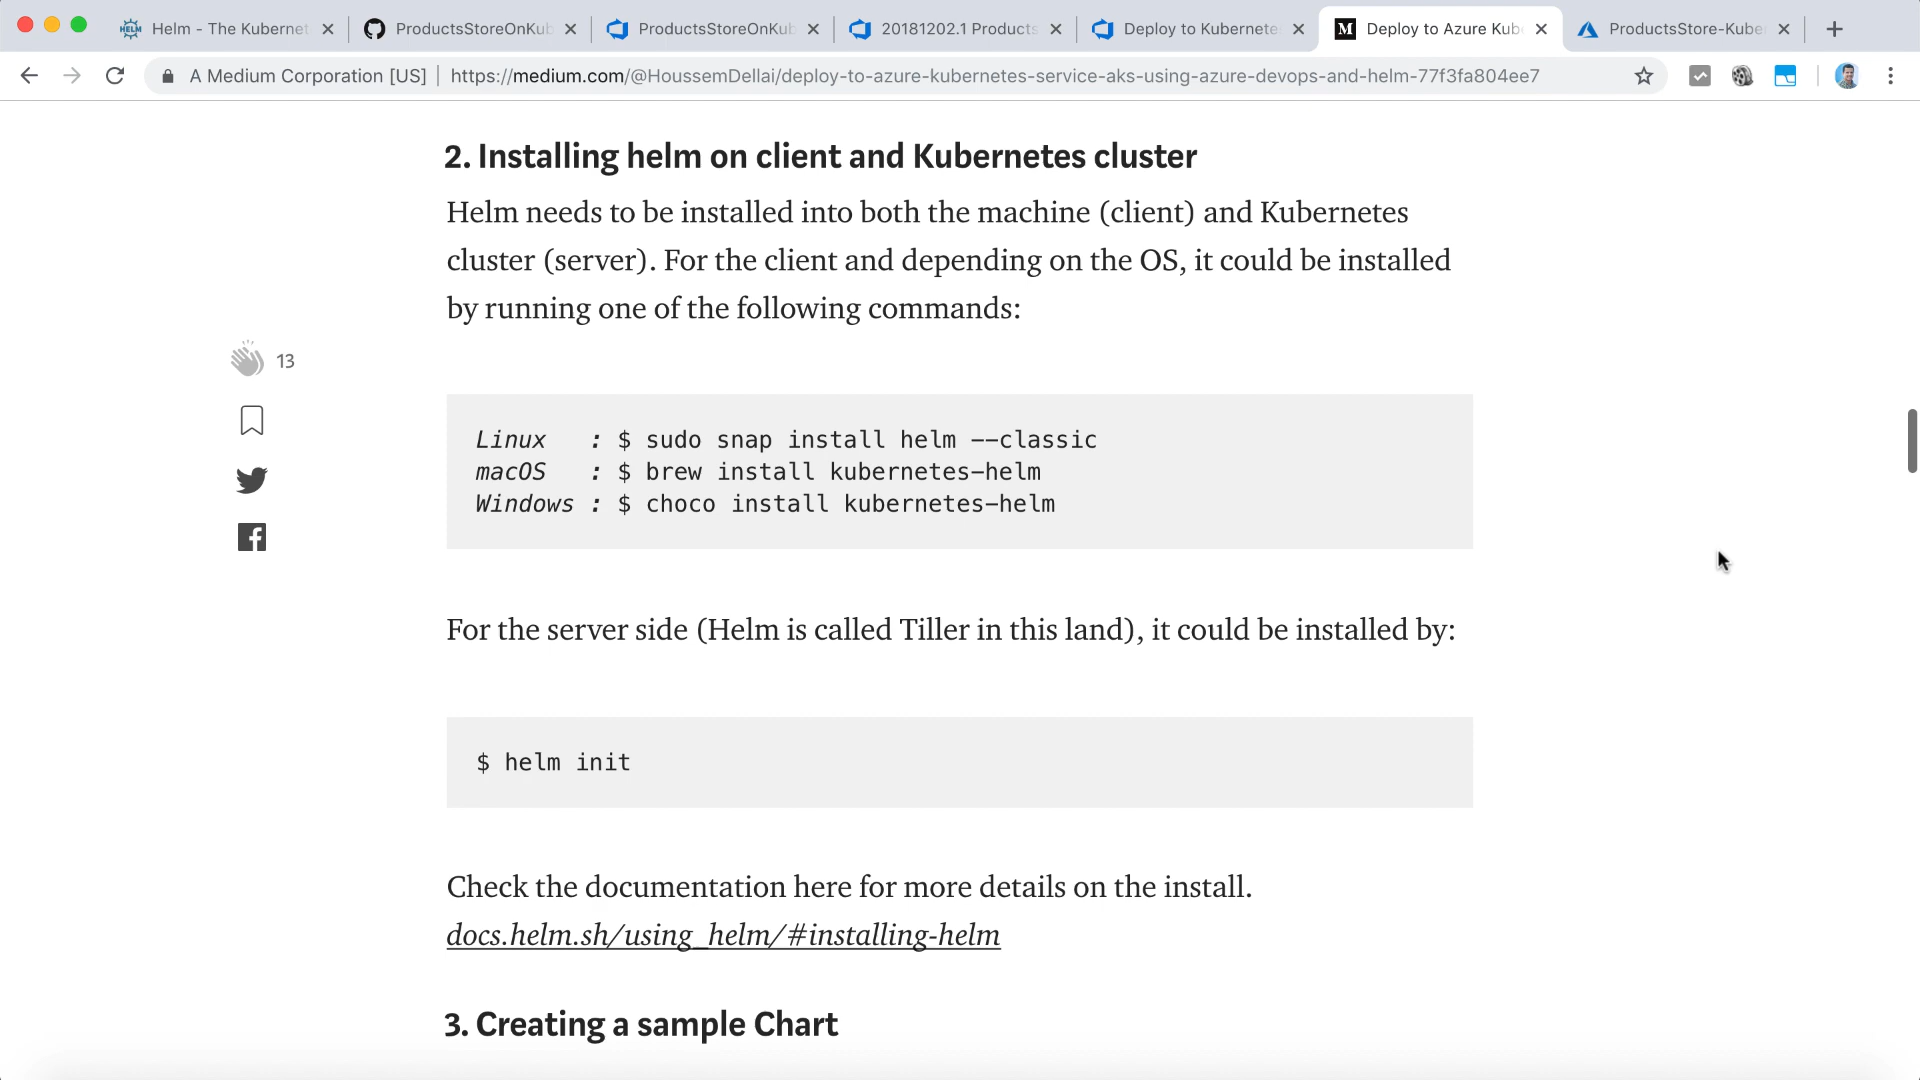 Helm - The Kubernet
ProductsStoreOnKub
ProductsStoreOnKub
20181202.1 Products
Deploy to Kubernete
M Deploy to Azure Kub
ProductsStore-Kube
A Medium Corporation [US] | https://medium.com/@HoussemDellai/deploy-to-azure-kubernetes-service-aks-using-azure-devops-and-helm-77f3fa804ee7
2. Installing helm on client and Kubernetes cluster
Helm needs to be installed into both the machine (client) and Kubernetes
cluster (server). For the client and depending on the OS, it could be installed
by running one of the following commands:
13
Linux : $ sudo snap install helm --classic
macOS : $ brew install kubernetes-helm
Windows : $ choco install kubernetes-helm
For the server side (Helm is called Tiller in this land), it could be installed by:
$ helm init
Check the documentation here for more details on the install.
docs.helm.sh/using_helm/#installing-helm
3. Creating a sample Chart